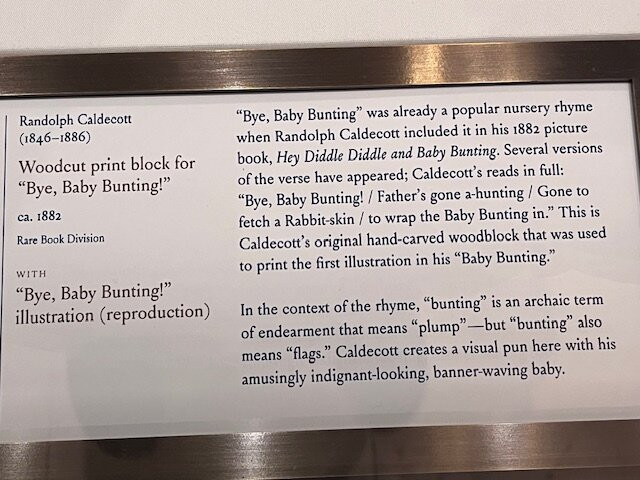 Randolph Caldecott
(1846–1886)
Woodcut print block for
“Bye, Baby Bunting!”
ca. 1882
Rare Book Division
WITH
“Bye, Baby Bunting!”
illustration (reproduction)
“Bye, Baby Bunting” was already a popular nursery rhyme
when Randolph Caldecott included it in his 1882 picture
book, Hey Diddle Diddle and Baby Bunting. Several versions
of the verse have appeared; Caldecott’s reads in full:
“Bye, Baby Bunting! / Father’s gone a-hunting / Gone to
fetch a Rabbit-skin / to wrap the Baby Bunting in.” This is
Caldecott’s original hand-carved woodblock that was used
to print the first illustration in his “Baby Bunting.”
In the context of the rhyme, “bunting” is an archaic term
of endearment that means “plump”—but “bunting” also
means “flags.” Caldecott creates a visual pun here with his
amusingly indignant-looking, banner-waving baby.